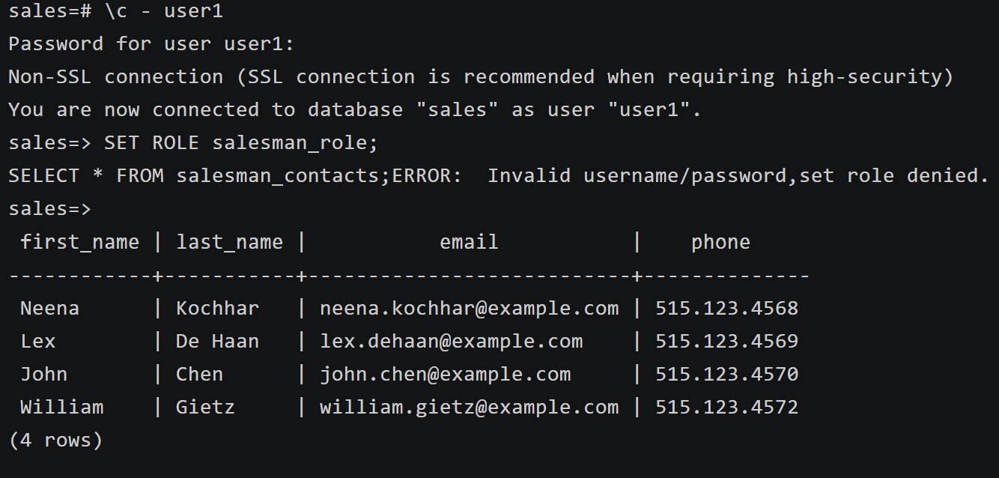 sales=# \c - user1
Password for user user1:
Non-SSL connection (SSL connection is recommended when requiring high-security)
You are now connected to database "sales" as user "user1".
sales=> SET ROLE salesman_role;
SELECT * FROM salesman_contacts;ERROR:  Invalid username/password,set role denied.
sales=>
 first_name | last_name |           email           |    phone
------------+-----------+---------------------------+--------------
 Neena      | Kochhar   | neena.kochhar@example.com | 515.123.4568
 Lex        | De Haan   | lex.dehaan@example.com    | 515.123.4569
 John       | Chen      | john.chen@example.com     | 515.123.4570
 William    | Gietz     | william.gietz@example.com | 515.123.4572
(4 rows)